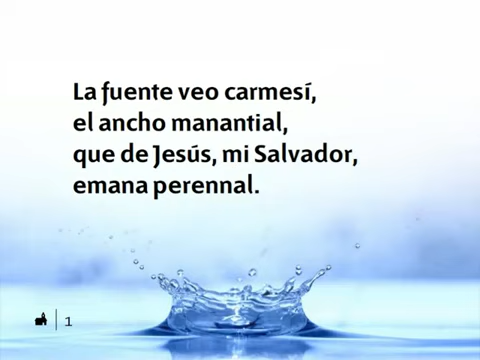 La fuente veo carmesí,
el ancho manantial,
que de Jesús, mi Salvador,
emana perennal.
1